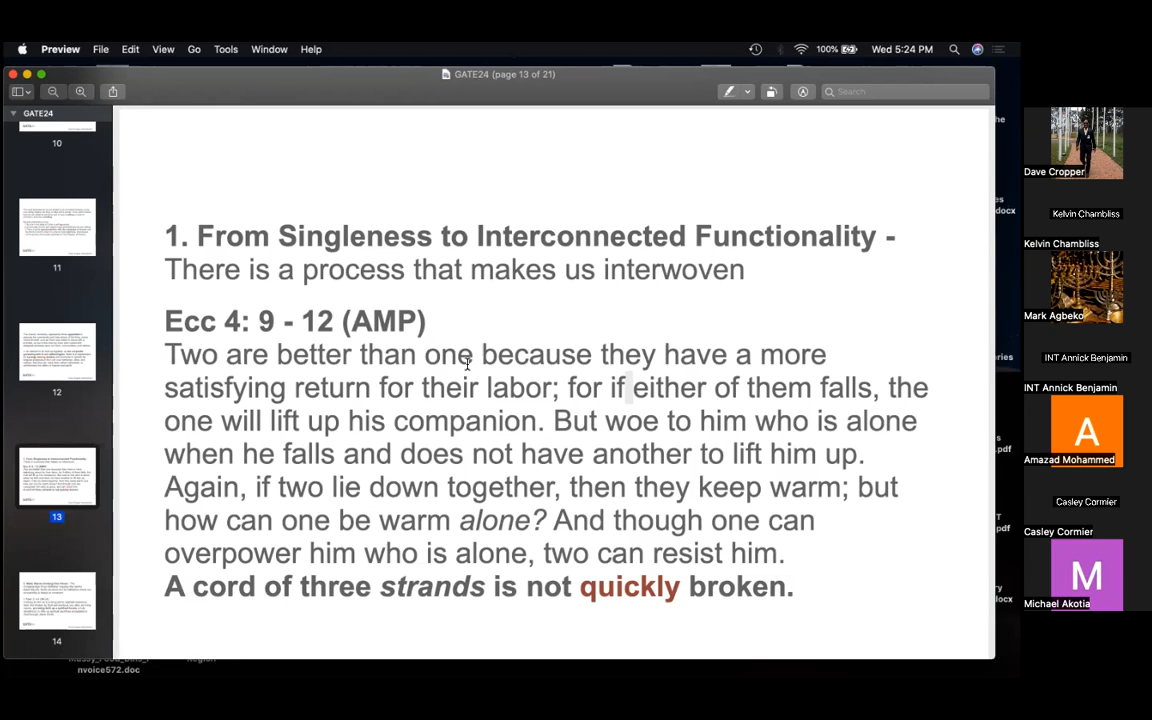 Preview File Edit View Go Tools Window Help
100% Wed 5:24 PM
GATE24 (page 13 of 21)
Search
GATE24
10
11
12
13
14
1. From Singleness to Interconnected Functionality -
There is a process that makes us interwoven
Ecc 4: 9 - 12 (AMP)
Two are better than one because they have a more
satisfying return for their labor; for if either of them falls, the
one will lift up his companion. But woe to him who is alone
when he falls and does not have another to lift him up.
Again, if two lie down together, then they keep warm; but
how can one be warm alone? And though one can
overpower him who is alone, two can resist him.
A cord of three strands is not quickly broken.
nvoice572.doc
Dave Cropper
Kelvin Chambliss
Kelvin Chambliss
Mark Agbeko
INT Annick Benjamin
INT Annick Benjamin
A
Amazad Mohammed
Casley Cormier
Casley Cormier
M
Michael Akotia